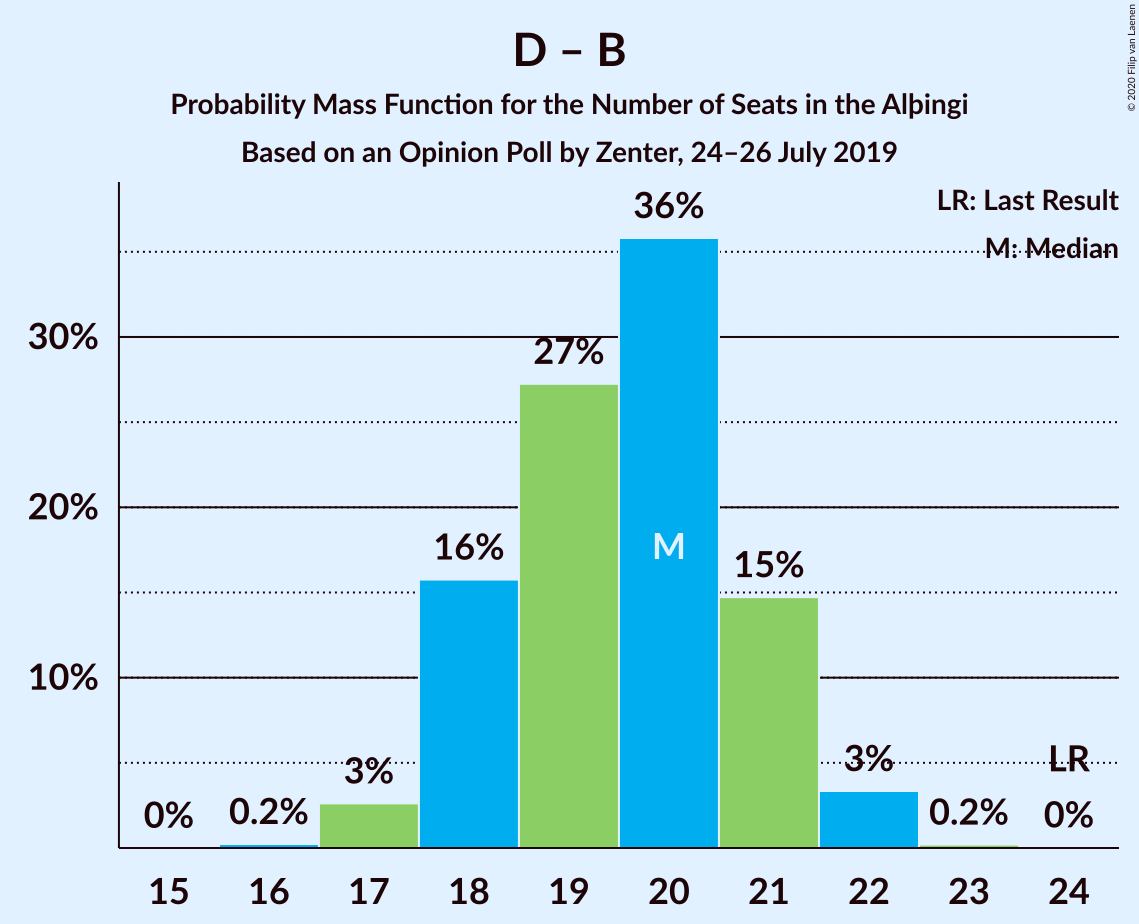 D – B
Probability Mass Function for the Number of Seats in the Alþingi
Based on an Opinion Poll by Zenter, 24–26 July 2019
© 2020 Filip van Laenen
LR: Last Result
M: Median
36%
30%
27%
20%
16%
M
15%
10%
3%
3%
LR
0%
0.2%
0.2%
0%
15 16 17 18 19 20 21 22 23 24